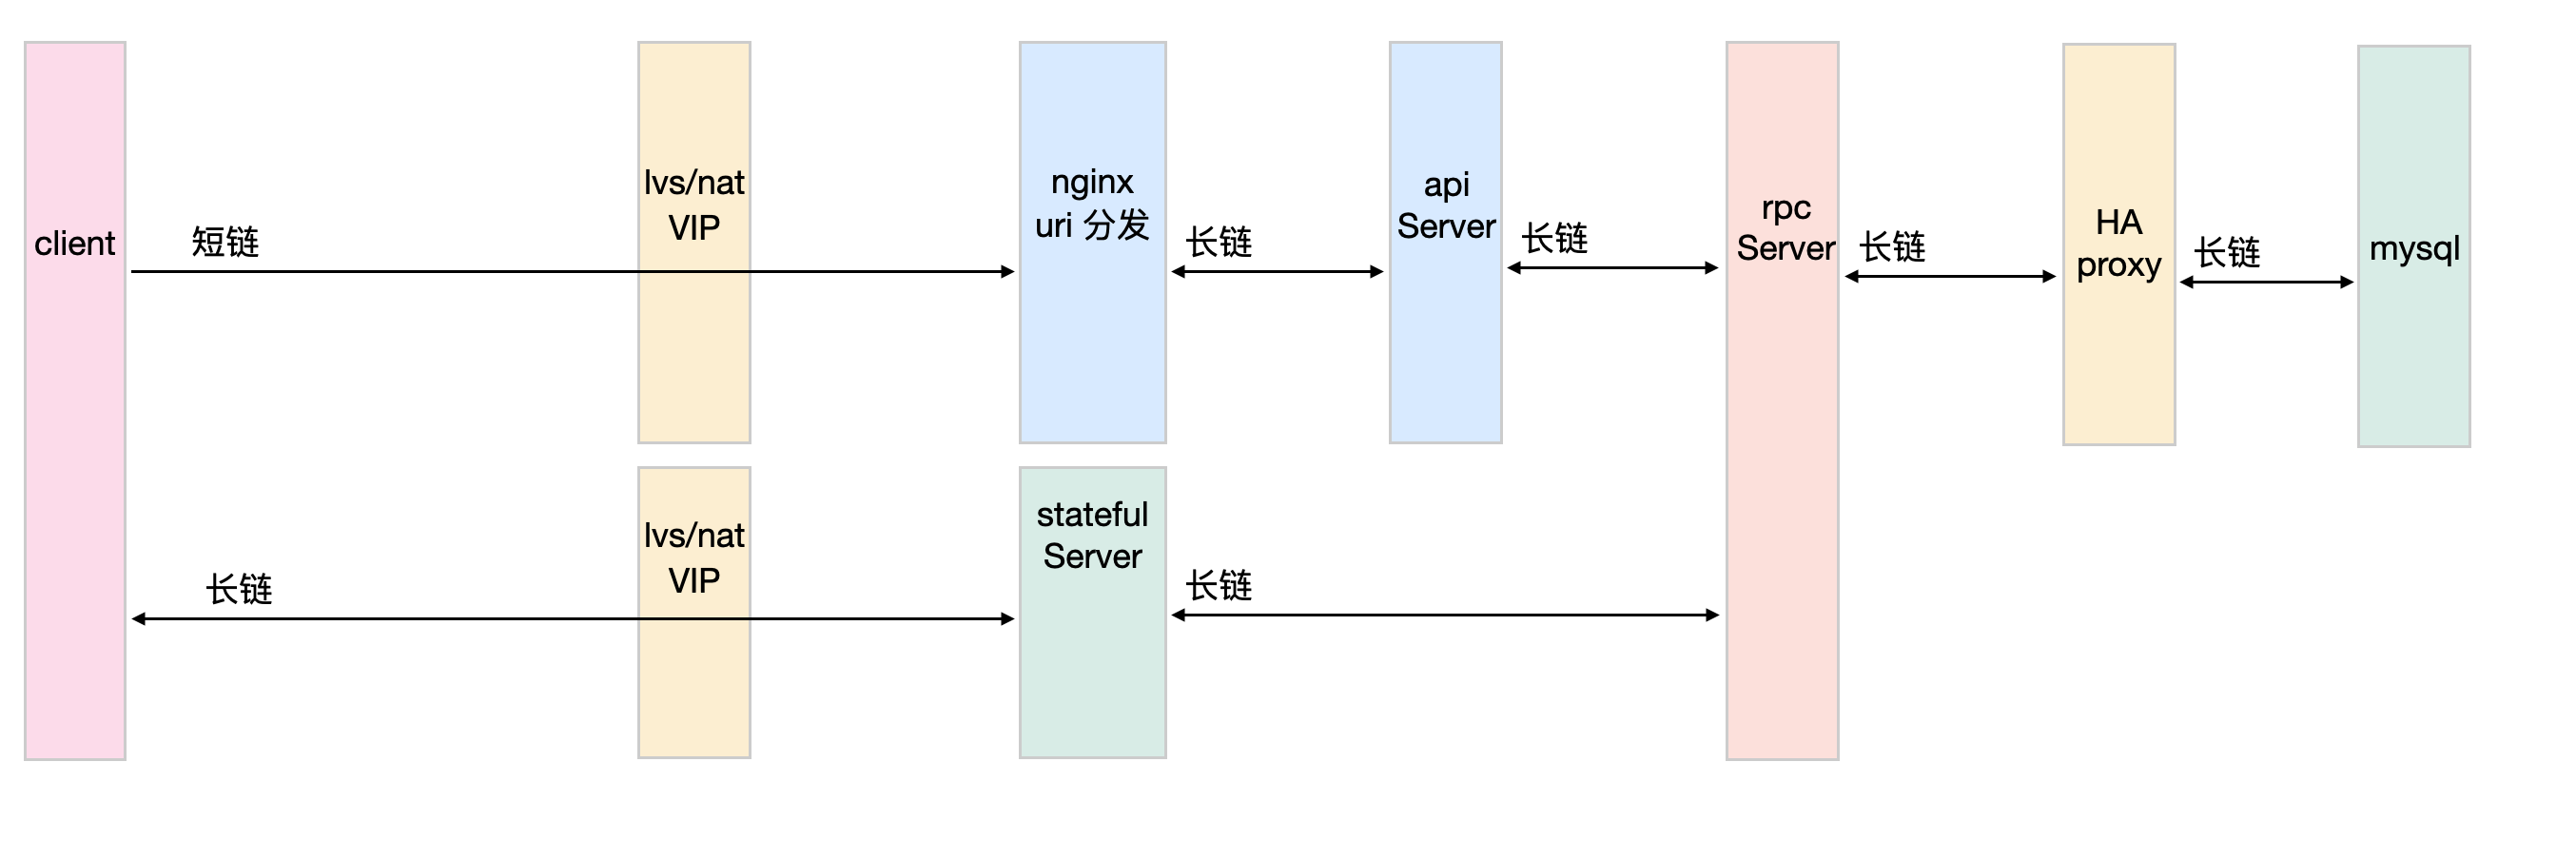 client
短链
lvs/nat
VIP
nginx
uri 分发
长链
api
Server
长链
rpc
Server
长链
HA
proxy
长链
mysql
长链
lvs/nat
VIP
stateful
Server
长链